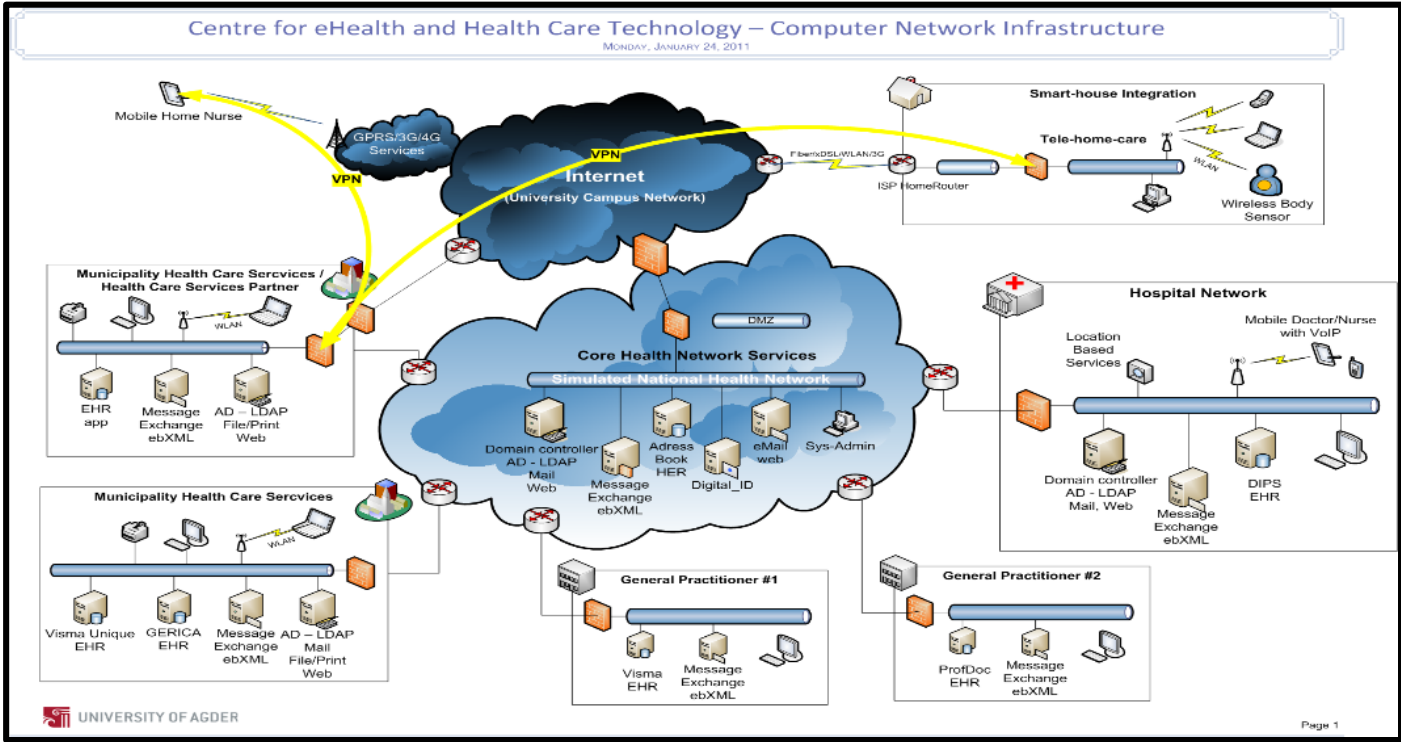 Centre for eHealth and Health Care Technology – Computer Network Infrastructure
MONDAY, JANUARY 24, 2011
Mobile Home Nurse
GPRS/3G/4G
Services
VPN
VPN
Internet
(University Campus Network)
Fiber/xDSL/WLAN/3G
ISP HomeRouter
Smart-house Integration
Tele-home-care
WLAN
Wireless Body
Sensor
Municipality Health Care Sercvices /
Health Care Services Partner
WLAN
EHR
app
Message
Exchange
ebXML
AD – LDAP
File/Print
Web
DMZ
Core Health Network Services
Simulated National Health Network
Domain controller
AD - LDAP
Mail
Web
Message
Exchange
ebXML
Adress
Book
HER
Digital_ID
eMail
web
Sys-Admin
Hospital Network
Location
Based
Services
Mobile Doctor/Nurse
with VoIP
Domain controller
AD - LDAP
Mail, Web
Message
Exchange
ebXML
DIPS
EHR
Municipality Health Care Sercvices
WLAN
Visma Unique
EHR
GERICA
EHR
Message
Exchange
ebXML
AD – LDAP
Mail
File/Print
Web
General Practitioner #1
Visma
EHR
Message
Exchange
ebXML
General Practitioner #2
ProfDoc
EHR
Message
Exchange
ebXML
UNIVERSITY OF AGDER
Page 1